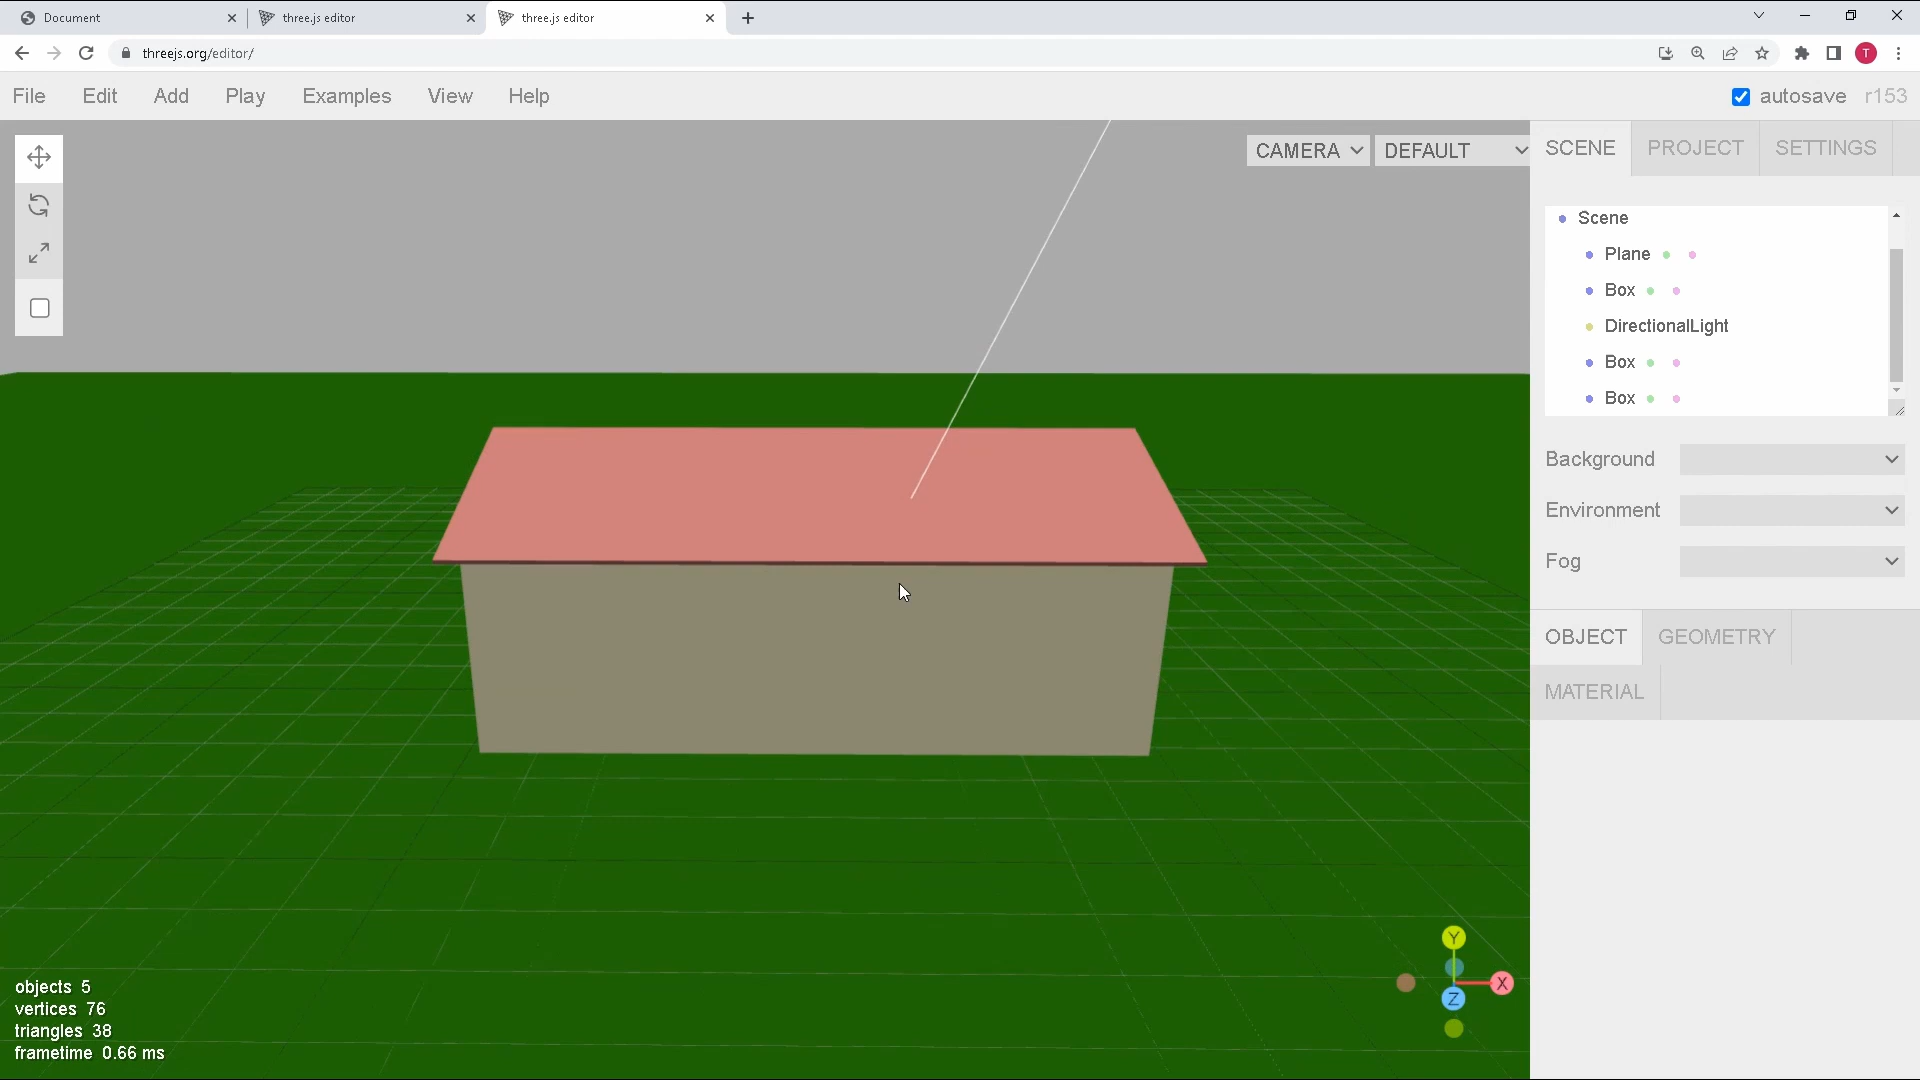 Document
three.js editor
three.js editor
threejs.org/editor/
T
File Edit Add Play Examples View Help
autosave r153
CAMERA DEFAULT
SCENE PROJECT SETTINGS
Scene
Plane
Box
DirectionalLight
Box
Box
Background
Environment
Fog
OBJECT GEOMETRY
MATERIAL
Y
X
Z
objects 5
vertices 76
triangles 38
frametime 0.66 ms